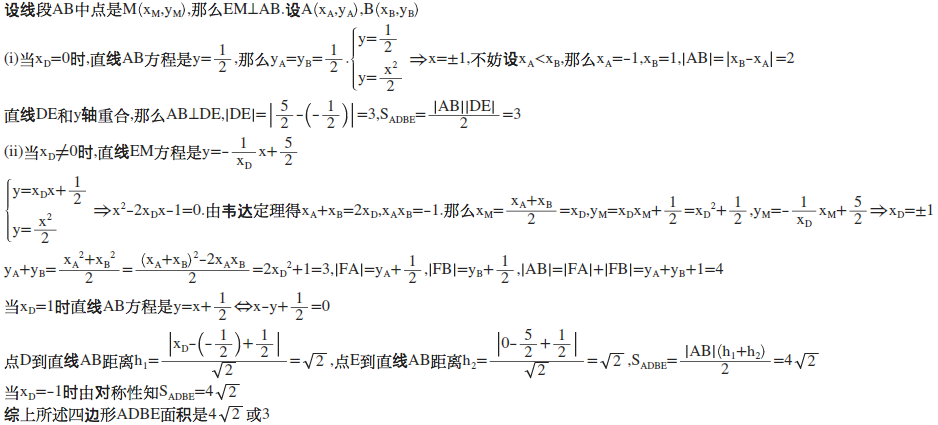 设线段AB中点是M(x_M,y_M),那么EM⊥AB.设A(x_A,y_A),B(x_B,y_B)
(i)当x_D=0时,直线AB方程是y=1/2,那么y_A=y_B=1/2.{y=1/2, y=x²/2 ⇒x=±1,不妨设x_A<x_B,那么x_A=-1,x_B=1,|AB|=|x_B-x_A|=2
直线DE和y轴重合,那么AB⊥DE,|DE|=|5/2-(-1/2)|=3,S_ADBE=|AB||DE|/2=3
(ii)当x_D≠0时,直线EM方程是y=-1/x_D x+5/2
{y=x_Dx+1/2, y=x²/2 ⇒x²-2x_Dx-1=0.由韦达定理得x_A+x_B=2x_D,x_Ax_B=-1.那么x_M=(x_A+x_B)/2=x_D,y_M=x_Dx_M+1/2=x_D²+1/2,y_M=-1/x_D x_M+5/2⇒x_D=±1
y_A+y_B=(x_A²+x_B²)/2=((x_A+x_B)²-2x_Ax_B)/2=2x_D²+1=3,|FA|=y_A+1/2,|FB|=y_B+1/2,|AB|=|FA|+|FB|=y_A+y_B+1=4
当x_D=1时直线AB方程是y=x+1/2⇔x-y+1/2=0
点D到直线AB距离h₁=|x_D-(-1/2)+1/2|/√2=√2,点E到直线AB距离h₂=|0-5/2+1/2|/√2=√2,S_ADBE=|AB|(h₁+h₂)/2=4√2
当x_D=-1时由对称性知S_ADBE=4√2
综上所述四边形ADBE面积是4√2或3